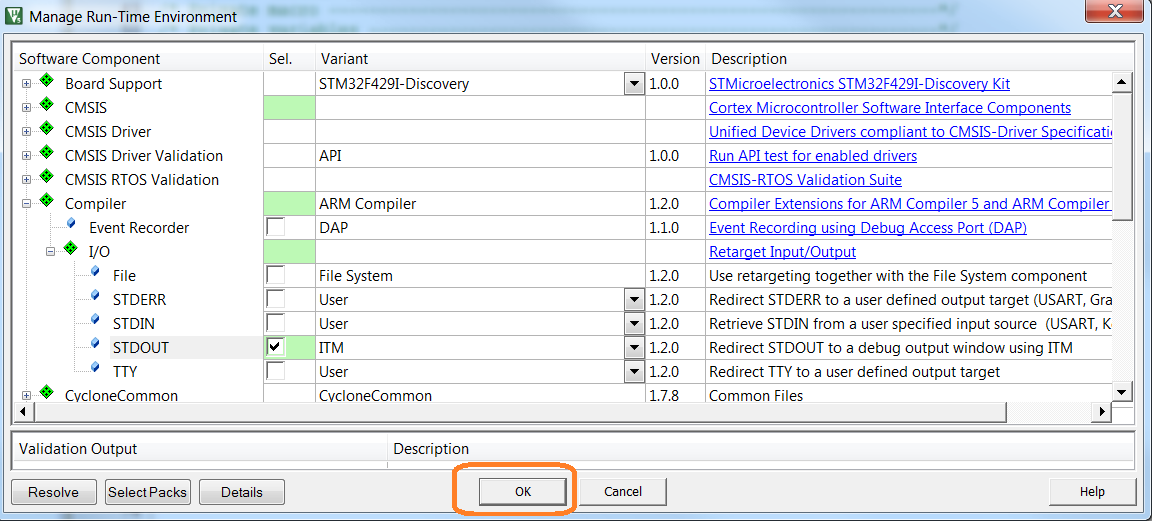 Manage Run-Time Environment
Software Component Sel. Variant Version Description
Board Support STM32F429I-Discovery 1.0.0 STMicroelectronics STM32F429I-Discovery Kit
CMSIS Cortex Microcontroller Software Interface Components
CMSIS Driver Unified Device Drivers compliant to CMSIS-Driver Specificatio
CMSIS Driver Validation API 1.0.0 Run API test for enabled drivers
CMSIS RTOS Validation CMSIS-RTOS Validation Suite
Compiler ARM Compiler 1.2.0 Compiler Extensions for ARM Compiler 5 and ARM Compiler
Event Recorder DAP 1.1.0 Event Recording using Debug Access Port (DAP)
I/O Retarget Input/Output
File File System 1.2.0 Use retargeting together with the File System component
STDERR User 1.2.0 Redirect STDERR to a user defined output target (USART, Gra
STDIN User 1.2.0 Retrieve STDIN from a user specified input source (USART, K
STDOUT ITM 1.2.0 Redirect STDOUT to a debug output window using ITM
TTY User 1.2.0 Redirect TTY to a user defined output target
CycloneCommon CycloneCommon 1.7.8 Common Files
Validation Output Description
Resolve Select Packs Details OK Cancel Help